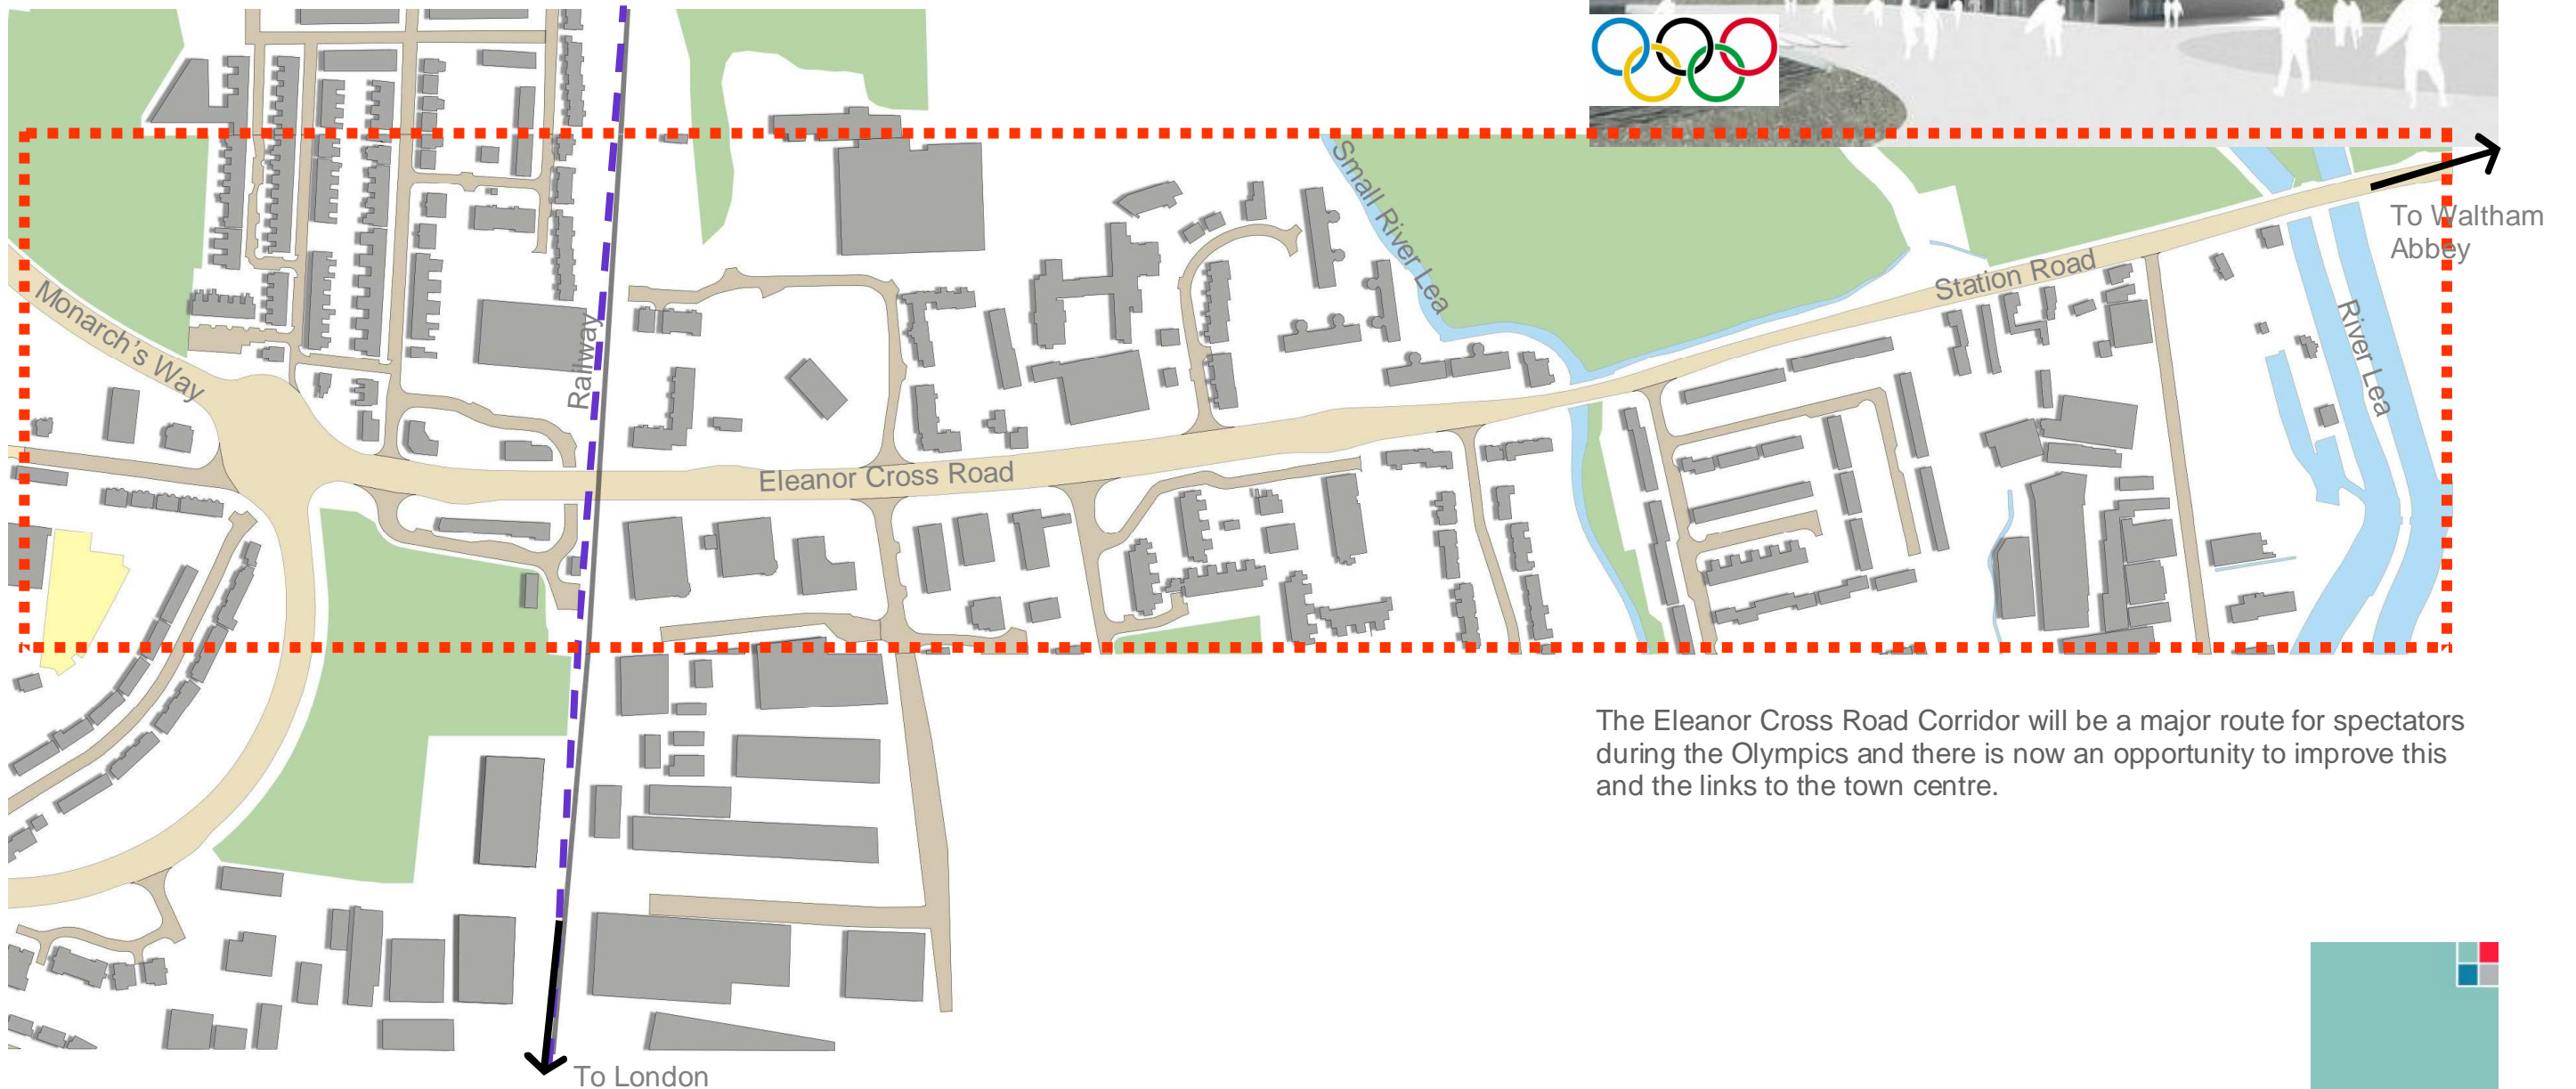 Small River Lea
To Waltham
Abbey
Station Road
Monarch's Way
River Lea
Railway
Eleanor Cross Road
The Eleanor Cross Road Corridor will be a major route for spectators
during the Olympics and there is now an opportunity to improve this
and the links to the town centre.
To London